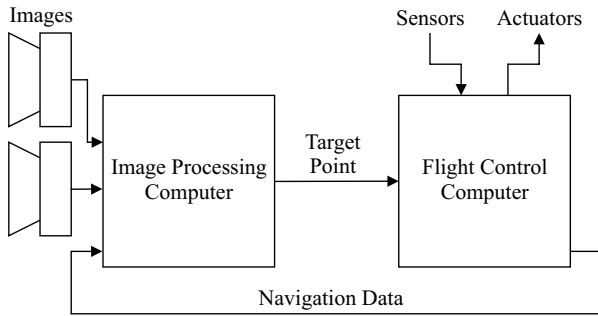 Images
Sensors
Actuators
Image Processing
Computer
Target
Point
Flight Control
Computer
Navigation Data